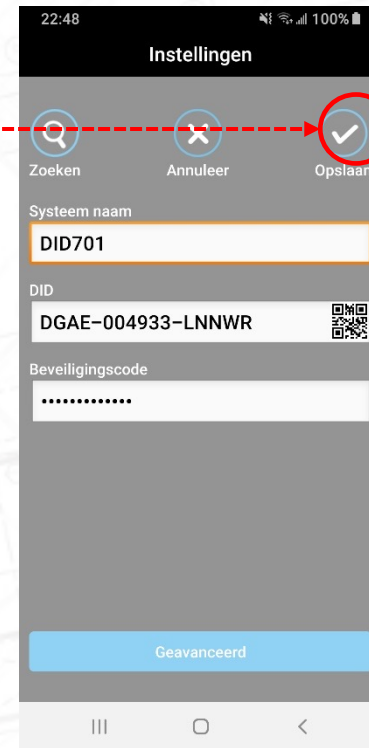 22:48 100%
Instellingen
Zoeken Annuleer Opslaan
Systeem naam
DID701
DID
DGAE-004933-LNNWR
Beveiligingscode
•••••••••••••
Geavanceerd